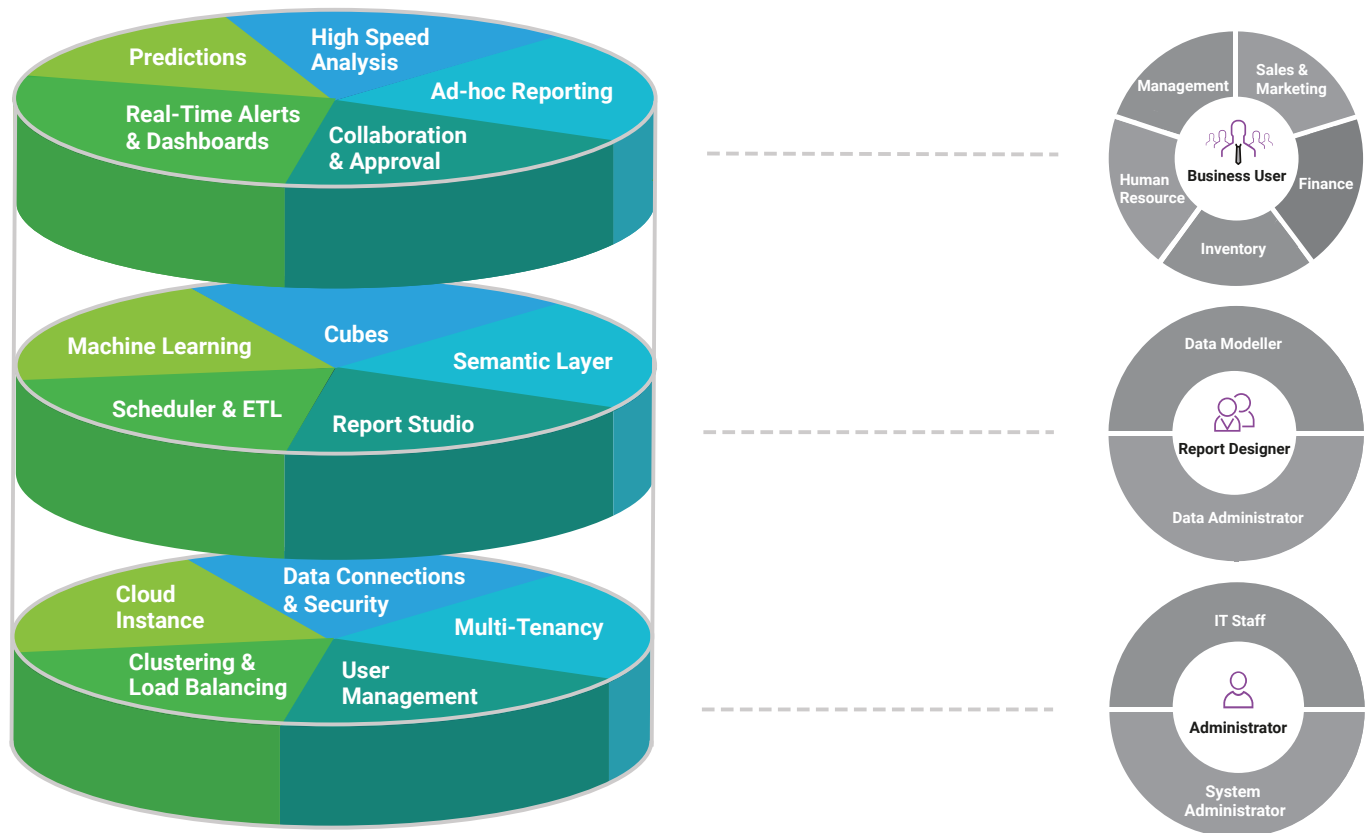 Predictions
High Speed
Analysis
Ad-hoc Reporting
Real-Time Alerts
& Dashboards
Collaboration
& Approval
Management
Sales &
Marketing
Business User
Human
Resource
Finance
Inventory
Machine Learning
Cubes
Semantic Layer
Scheduler & ETL
Report Studio
Data Modeller
Report Designer
Data Administrator
Cloud
Instance
Data Connections
& Security
Multi-Tenancy
Clustering &
Load Balancing
User
Management
IT Staff
Administrator
System
Administrator